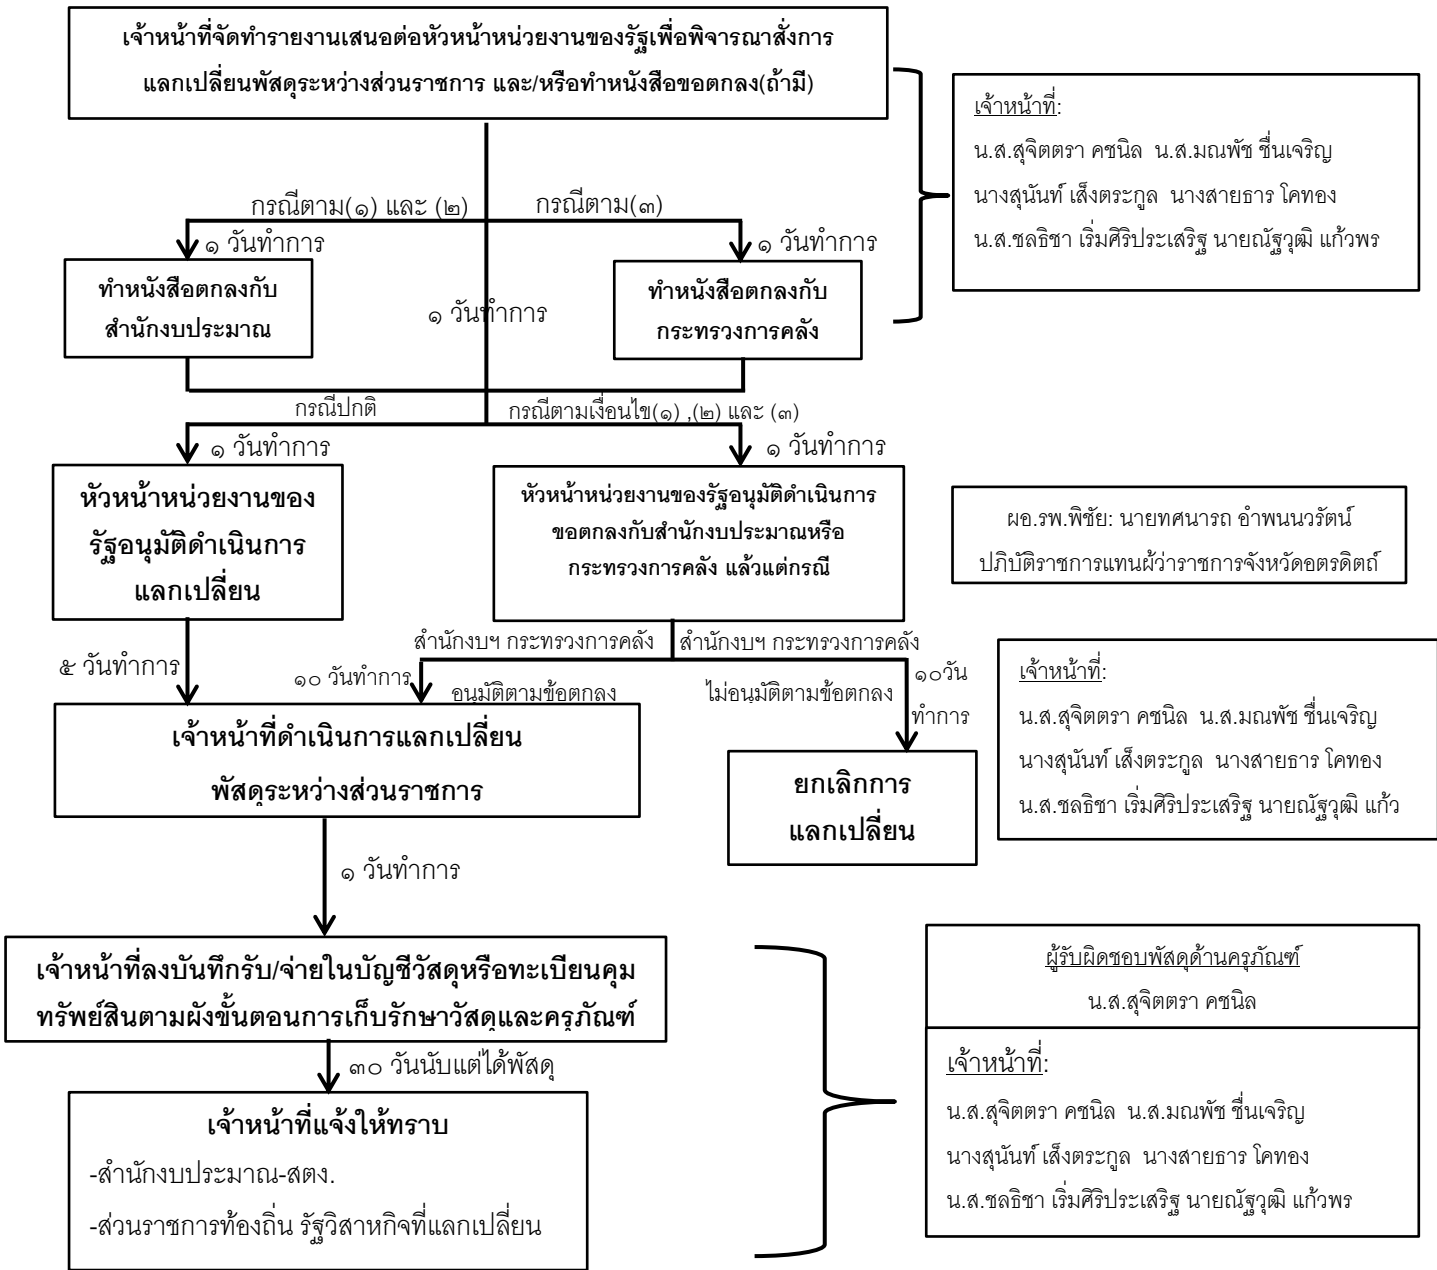 เจ้าหน้าที่จัดทำรายงานเสนอต่อหัวหน้าหน่วยงานของรัฐเพื่อพิจารณาสั่งการ
แลกเปลี่ยนพัสดุระหว่างส่วนราชการ และ/หรือทำหนังสือขอตกลง(ถ้ามี)
เจ้าหน้าที่:
น.ส.สุจิตตรา คชนิล น.ส.มณพัช ชื่นเจริญ
นางสุนันท์ เส็งตระกูล นางสายธาร โคทอง
น.ส.ชลธิชา เริ่มศิริประเสริฐ นายณัฐวุฒิ แก้วพร
กรณีตาม(๑) และ (๒)
กรณีตาม(๓)
๑ วันทำการ
๑ วันทำการ
ทำหนังสือตกลงกับ
สำนักงบประมาณ
๑ วันทำการ
ทำหนังสือตกลงกับ
กระทรวงการคลัง
กรณีปกติ
กรณีตามเงื่อนไข(๑) ,(๒) และ (๓)
๑ วันทำการ
๑ วันทำการ
หัวหน้าหน่วยงานของ
รัฐอนุมัติดำเนินการ
แลกเปลี่ยน
หัวหน้าหน่วยงานของรัฐอนุมัติดำเนินการ
ขอตกลงกับสำนักงบประมาณหรือ
กระทรวงการคลัง แล้วแต่กรณี
ผอ.รพ.พิชัย: นายทศนารถ อำพนนวรัตน์
ปฏิบัติราชการแทนผู้ว่าราชการจังหวัดอุตรดิตถ์
สำนักงบฯ กระทรวงการคลัง
สำนักงบฯ กระทรวงการคลัง
๕ วันทำการ
๑๐ วันทำการ
อนุมัติตามข้อตกลง
ไม่อนุมัติตามข้อตกลง
๑๐วัน
ทำการ
เจ้าหน้าที่:
น.ส.สุจิตตรา คชนิล น.ส.มณพัช ชื่นเจริญ
นางสุนันท์ เส็งตระกูล นางสายธาร โคทอง
น.ส.ชลธิชา เริ่มศิริประเสริฐ นายณัฐวุฒิ แก้ว
เจ้าหน้าที่ดำเนินการแลกเปลี่ยน
พัสดุระหว่างส่วนราชการ
ยกเลิกการ
แลกเปลี่ยน
๑ วันทำการ
เจ้าหน้าที่ลงบันทึกรับ/จ่ายในบัญชีวัสดุหรือทะเบียนคุม
ทรัพย์สินตามผังขั้นตอนการเก็บรักษาวัสดุและครุภัณฑ์
ผู้รับผิดชอบพัสดุด้านครุภัณฑ์
น.ส.สุจิตตรา คชนิล
๓๐ วันนับแต่ได้พัสดุ
เจ้าหน้าที่แจ้งให้ทราบ
-สำนักงบประมาณ-สตง.
-ส่วนราชการท้องถิ่น รัฐวิสาหกิจที่แลกเปลี่ยน
เจ้าหน้าที่:
น.ส.สุจิตตรา คชนิล น.ส.มณพัช ชื่นเจริญ
นางสุนันท์ เส็งตระกูล นางสายธาร โคทอง
น.ส.ชลธิชา เริ่มศิริประเสริฐ นายณัฐวุฒิ แก้วพร